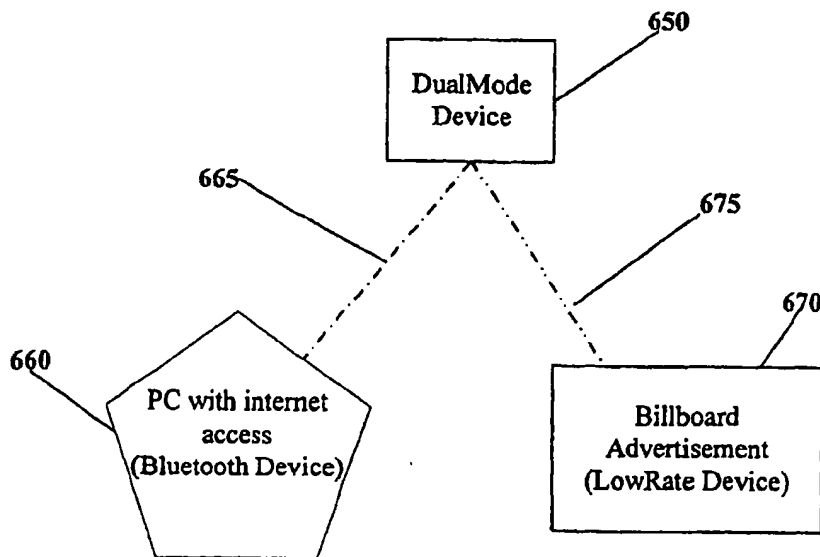 650
DualMode
Device
665
675
670
660
PC with internet
access
(Bluetooth Device)
Billboard
Advertisement
(LowRate Device)